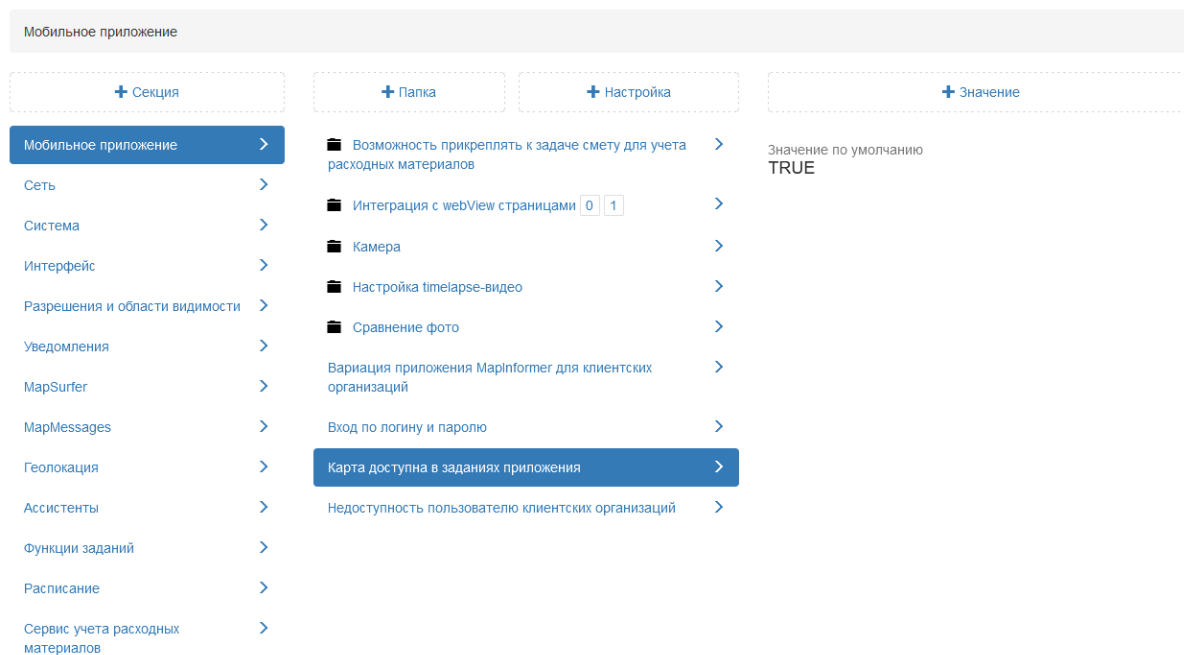 Мобильное приложение
Секция
Папка
Настройка
Значение
Мобильное приложение
Сеть
Система
Интерфейс
Разрешения и области видимости
Уведомления
MapSurfer
MapMessages
Геолокация
Ассистенты
Функции заданий
Расписание
Сервис учета расходных
материалов
Возможность прикреплять к задаче смету для учета
расходных материалов
Интеграция с webView страницами 0 1
Камера
Настройка timelapse-видео
Сравнение фото
Вариация приложения MapInformer для клиентских
организаций
Вход по логину и паролю
Карта доступна в заданиях приложения
Недоступность пользователю клиентских организаций
Значение по умолчанию
TRUE